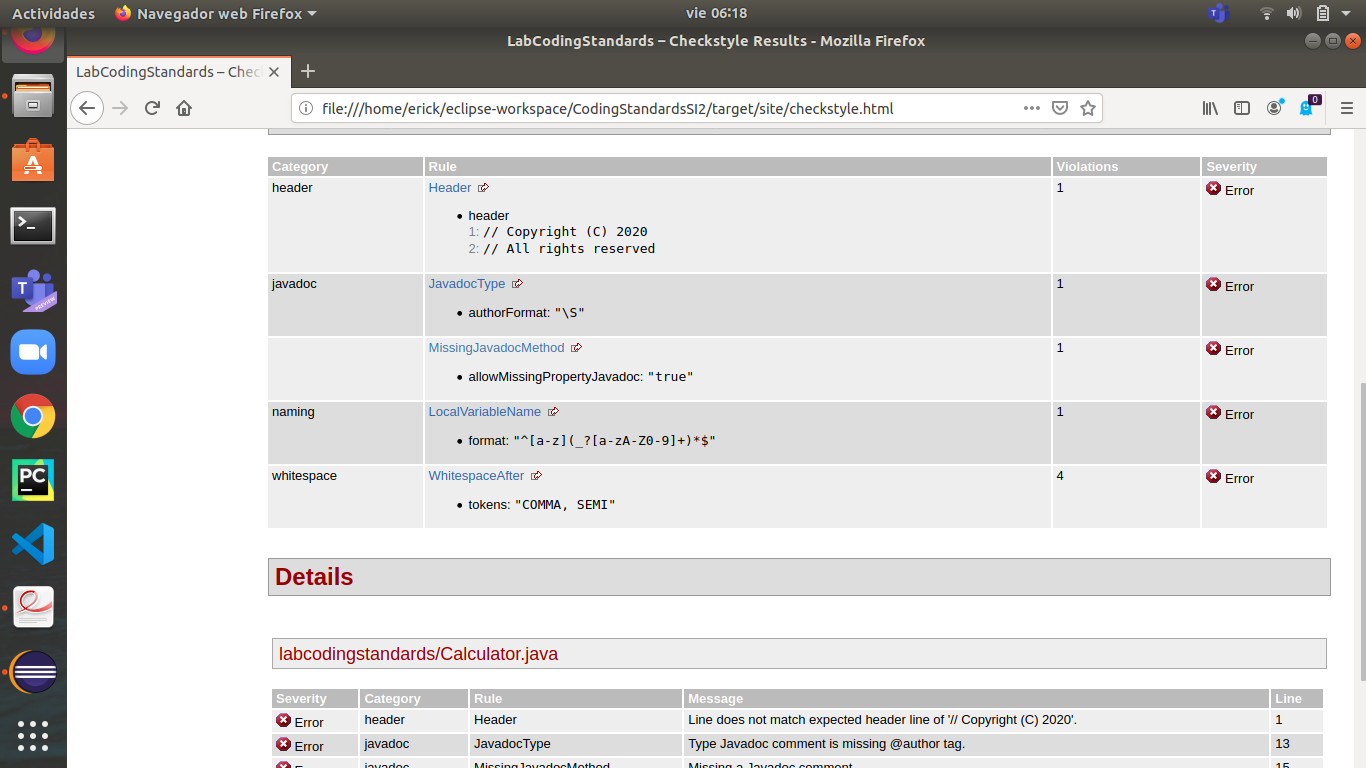 Actividades Navegador web Firefox vie 06:18
LabCodingStandards – Checkstyle Results - Mozilla Firefox
LabCodingStandards – Chec
file:///home/erick/eclipse-workspace/CodingStandardsSI2/target/site/checkstyle.html
0
Category Rule Violations Severity
header Header 1 Error
header
1: // Copyright (C) 2020
2: // All rights reserved
javadoc JavadocType 1 Error
authorFormat: "\S"
MissingJavadocMethod 1 Error
allowMissingPropertyJavadoc: "true"
naming LocalVariableName 1 Error
format: "^[a-z](_?[a-zA-Z0-9]+)*$"
whitespace WhitespaceAfter 4 Error
tokens: "COMMA, SEMI"
Details
labcodingstandards/Calculator.java
Severity Category Rule Message Line
Error header Header Line does not match expected header line of '// Copyright (C) 2020'. 1
Error javadoc JavadocType Type Javadoc comment is missing @author tag. 13
Error javadoc MissingJavadocMethod Missing a Javadoc comment. 15
T
PREVIEW
PC